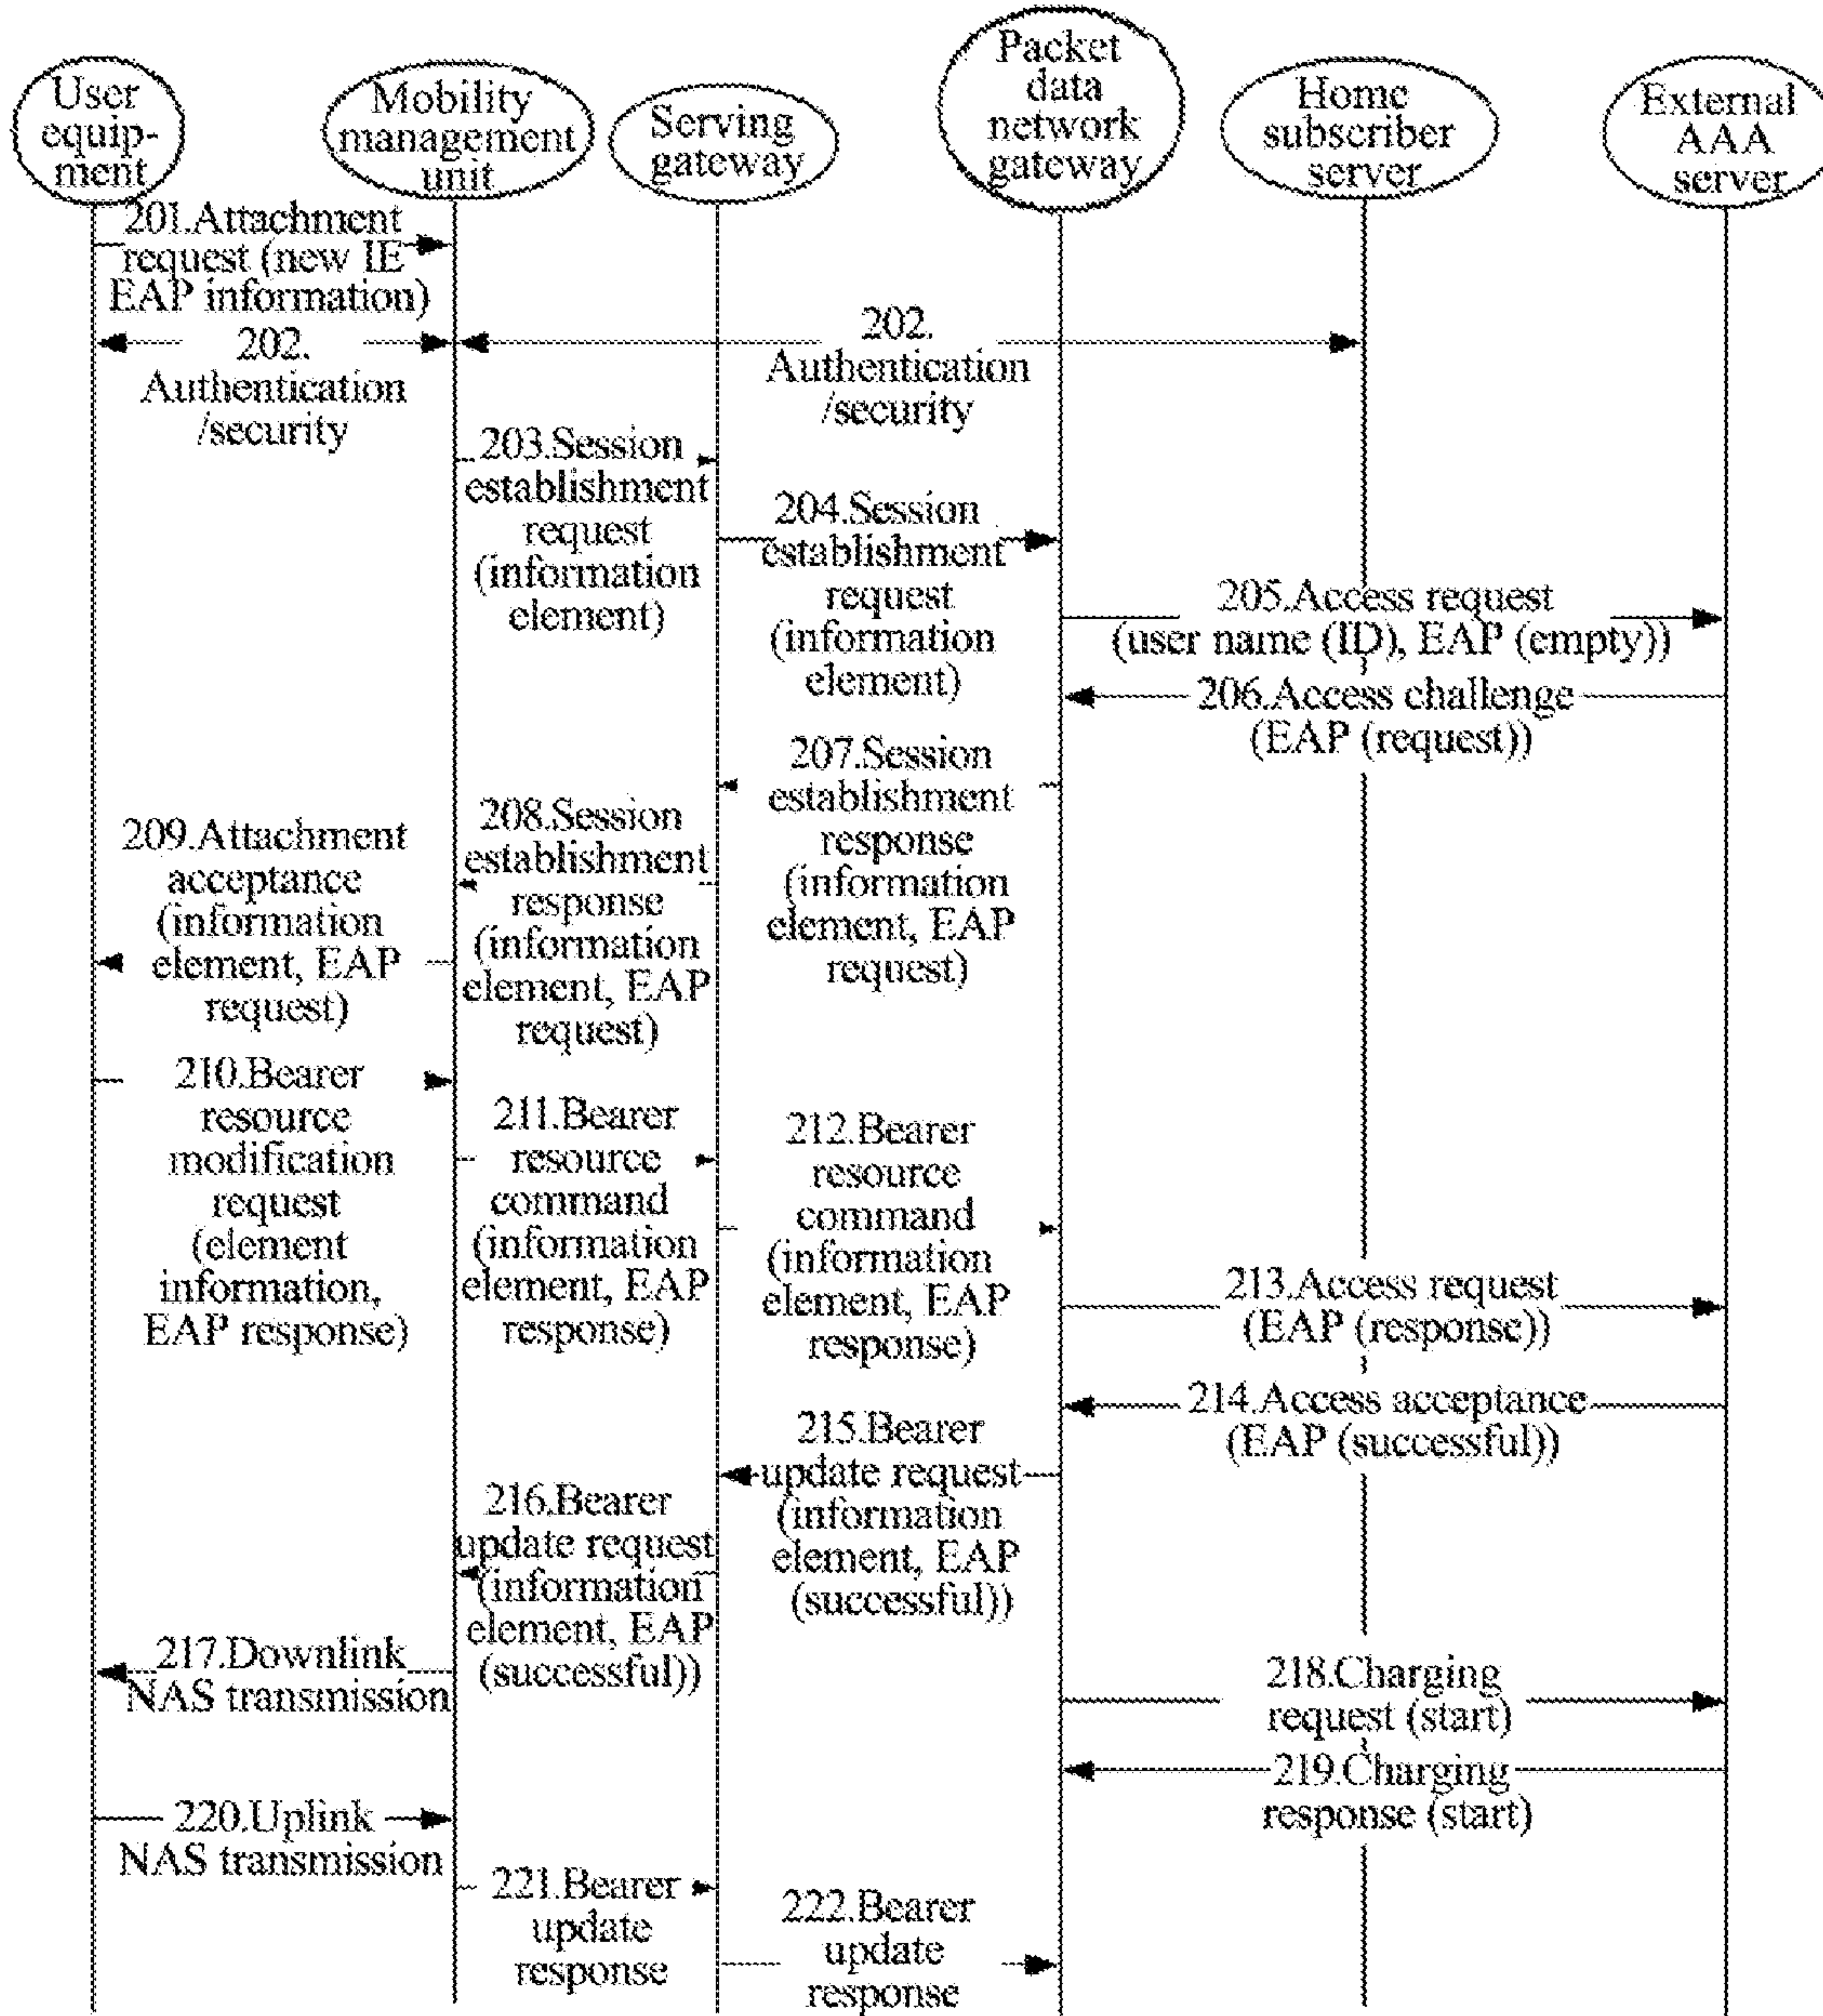 User
equip-
ment
Mobility
management
unit
Serving
gateway
Packet
data
network
gateway
Home
subscriber
server
External
AAA
server
201.Attachment
request (new IE
EAP information)
202.
Authentication
/security
202.
Authentication
/security
203.Session
establishment
request
(information
element)
204.Session
establishment
request
(information
element)
205.Access request
(user name (ID), EAP (empty))
206.Access challenge
(EAP (request))
207.Session
establishment
response
(information
element, EAP
request)
208.Session
establishment
response
(information
element, EAP
request)
209.Attachment
acceptance
(information
element, EAP
request)
210.Bearer
resource
modification
request
(element
information,
EAP response)
211.Bearer
resource
command
(information
element, EAP
response)
212.Bearer
resource
command
(information
element, EAP
response)
213.Access request
(EAP (response))
214.Access acceptance
(EAP (successful))
215.Bearer
update request
(information
element, EAP
(successful))
216.Bearer
update request
(information
element, EAP
(successful))
217.Downlink
NAS transmission
218.Charging
request (start)
219.Charging
response (start)
220.Uplink
NAS transmission
221.Bearer
update
response
222.Bearer
update
response